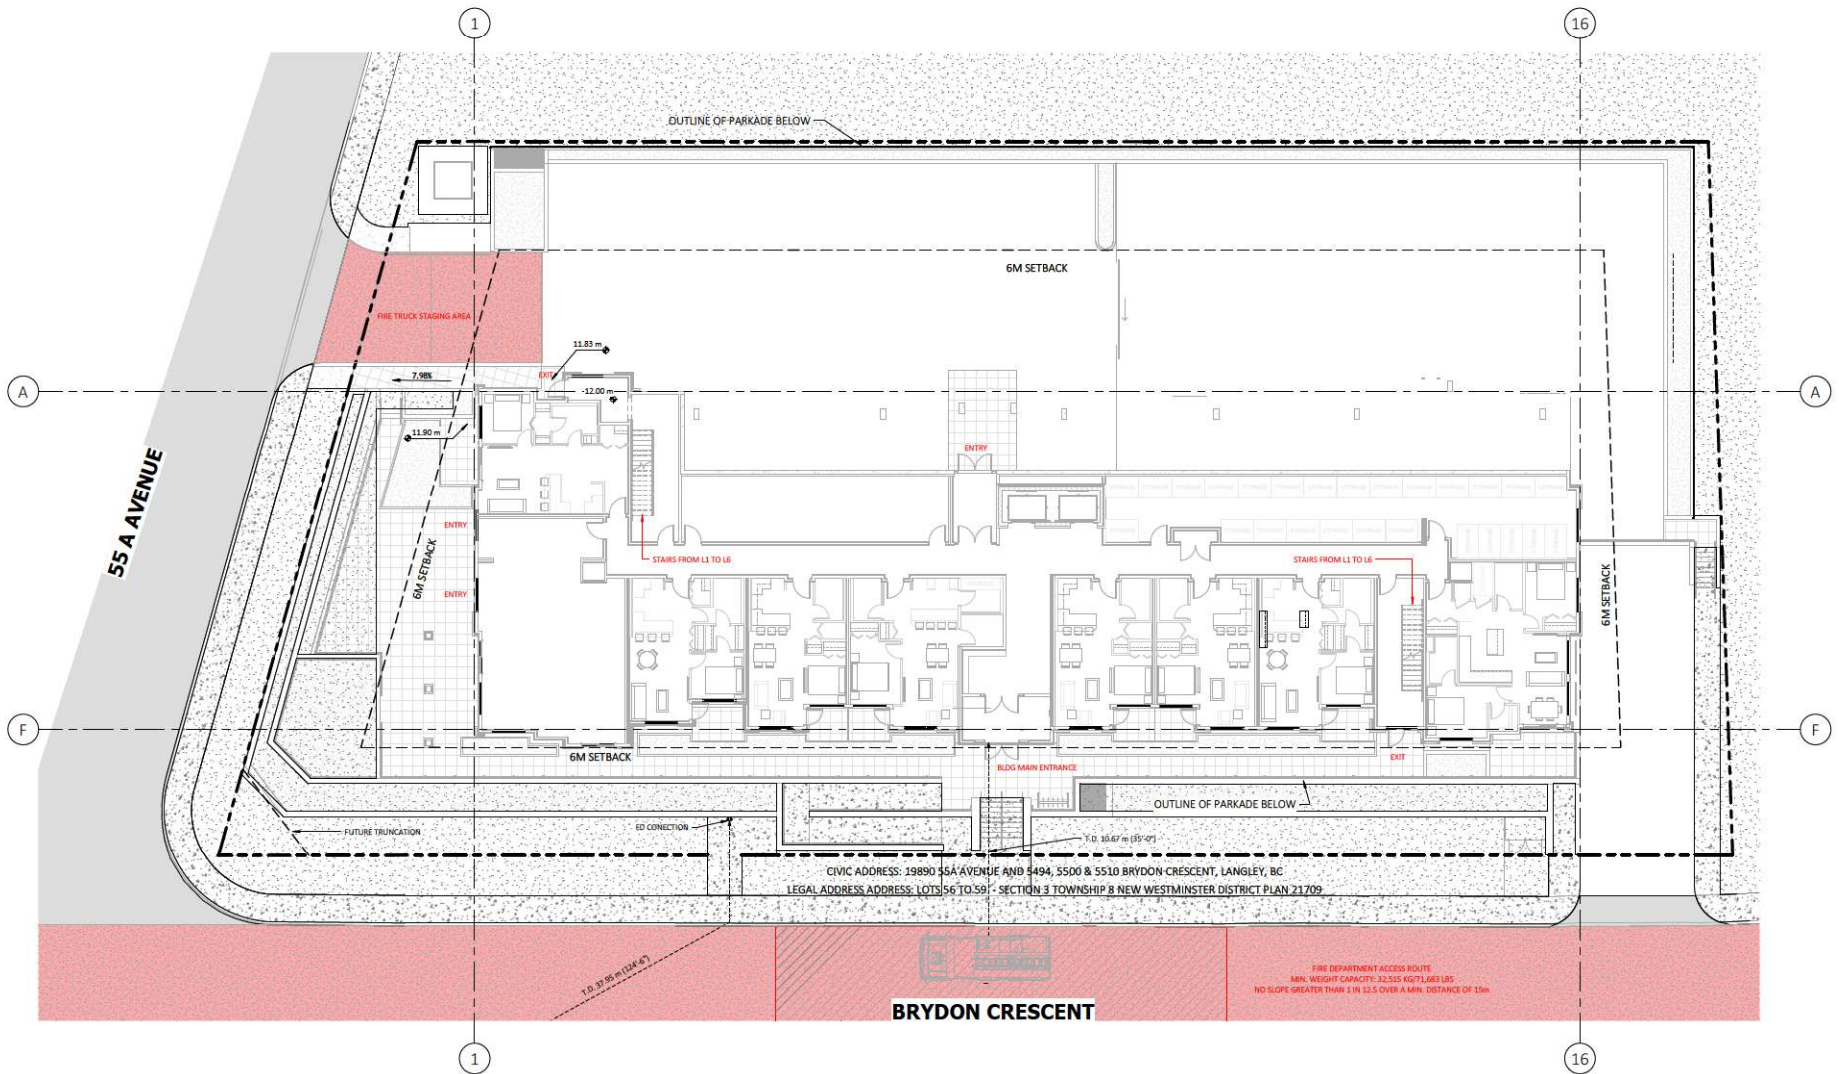 1
16
OUTLINE OF PARKADE BELOW
6M SETBACK
FIRE TRUCK STAGING AREA
11.83 m
7.98%
EXIT
-12.00 m
A
A
11.90 m
ENTRY
55 A AVENUE
ENTRY
6M SETBACK
STAIRS FROM L1 TO L6
STAIRS FROM L1 TO L6
ENTRY
6M SETBACK
F
F
6M SETBACK
BLDG MAIN ENTRANCE
EXIT
OUTLINE OF PARKADE BELOW
FUTURE TRUNCATION
FD CONECTION
T.D. 10.67 m (35'-0")
CIVIC ADDRESS: 19890 55A AVENUE AND 5494, 5500 & 5510 BRYDON CRESCENT, LANGLEY, BC
LEGAL ADDRESS ADDRESS: LOTS 56 TO 59, - SECTION 3 TOWNSHIP 8 NEW WESTMINSTER DISTRICT PLAN 21709
T.D. 37.95 m (124'-6")
FIRE DEPARTMENT ACCESS ROUTE
MIN. WEIGHT CAPACITY: 32,515 KG/71,683 LBS
NO SLOPE GREATER THAN 1 IN 12.5 OVER A MIN. DISTANCE OF 15m
BRYDON CRESCENT
1
16